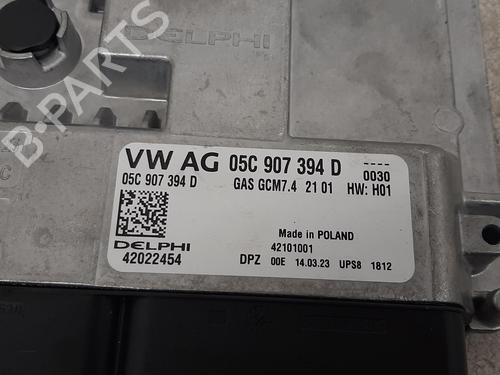 DELPHI
B-PARTS
VW AG 05C 907 394 D ----
0030
05C 907 394 D GAS GCM7.4 21 01 HW: H01
Made in POLAND
DELPHI 42101001
42022454 DPZ 00E 14.03.23 UPS8 1812